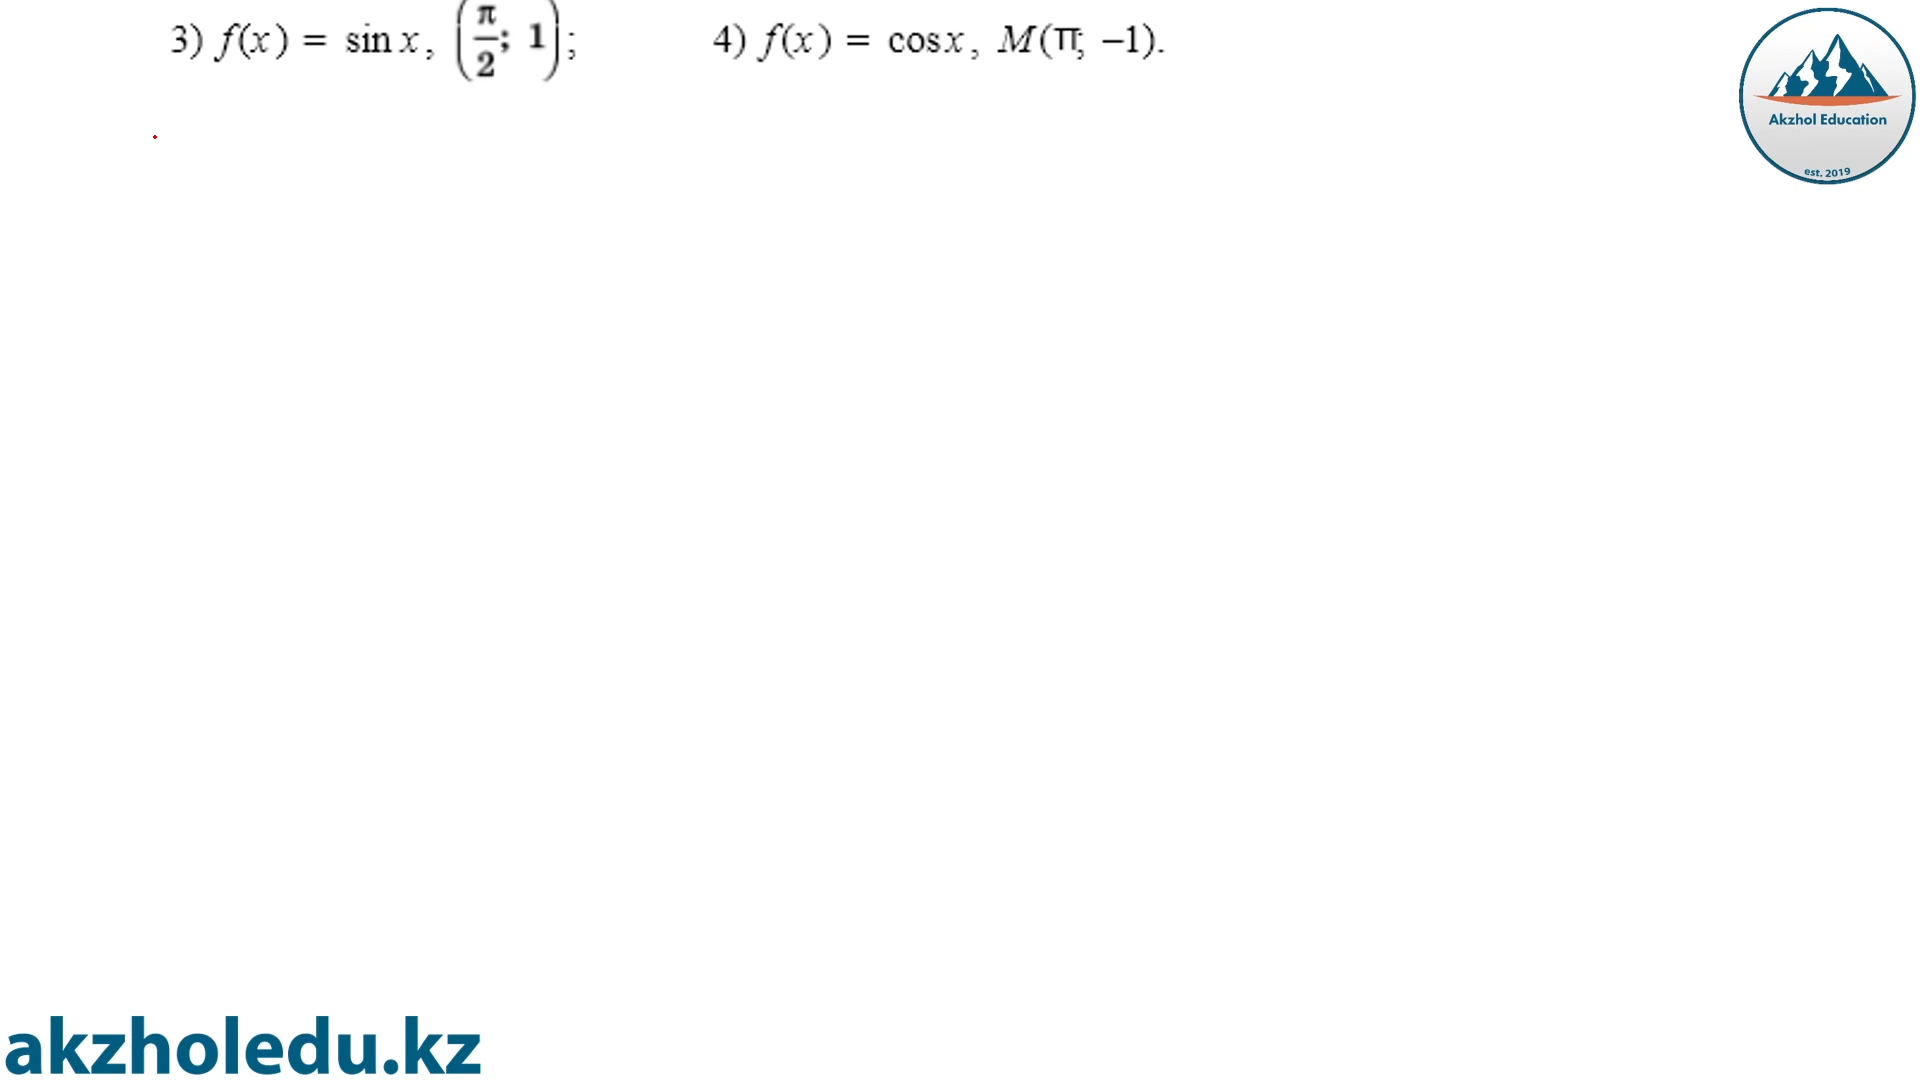 3) f(x) = sin x, (π/2; 1);
4) f(x) = cos x, M(π; –1).
Akzhol Education
est. 2019
akzholedu.kz